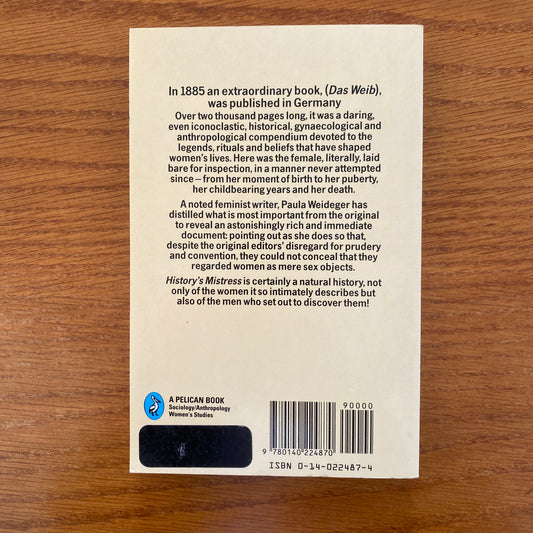 In 1885 an extraordinary book, (Das Weib),
was published in Germany
Over two thousand pages long, it was a daring,
even iconoclastic, historical, gynaecological and
anthropological compendium devoted to the
legends, rituals and beliefs that have shaped
women's lives. Here was the female, literally, laid
bare for inspection, in a manner never attempted
since – from her moment of birth to her puberty,
her childbearing years and her death.
A noted feminist writer, Paula Weideger has
distilled what is most important from the original
to reveal an astonishingly rich and immediate
document: pointing out as she does so that,
despite the original editors' disregard for prudery
and convention, they could not conceal that they
regarded women as mere sex objects.
History's Mistress is certainly a natural history, not
only of the women it so intimately describes but
also of the men who set out to discover them!
A PELICAN BOOK
Sociology/Anthropology
Women's Studies
90000
9 780140 224870
ISBN 0-14-022487-4